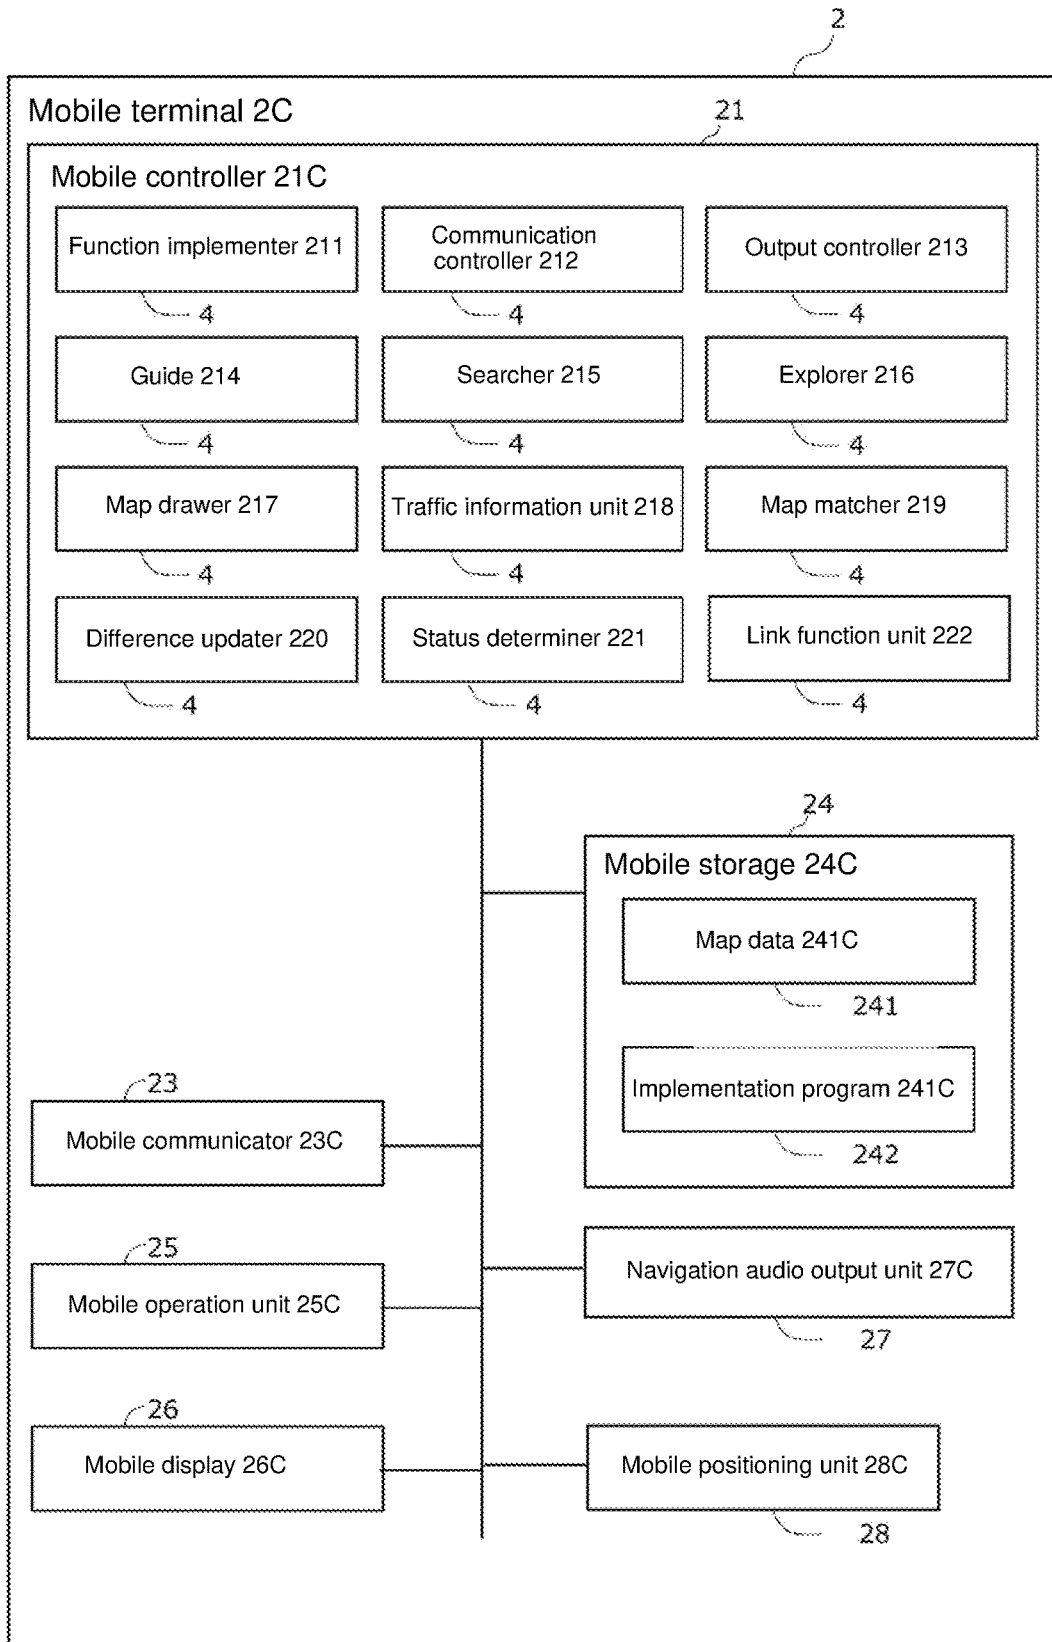 2
Mobile terminal 2C
21
Mobile controller 21C
Function implementer 211
Communication
controller 212
Output controller 213
4
4
4
Guide 214
Searcher 215
Explorer 216
4
4
4
Map drawer 217
Traffic information unit 218
Map matcher 219
4
4
4
Difference updater 220
Status determiner 221
Link function unit 222
4
4
4
24
Mobile storage 24C
Map data 241C
241
Implementation program 241C
242
23
Mobile communicator 23C
25
Mobile operation unit 25C
Navigation audio output unit 27C
27
26
Mobile display 26C
Mobile positioning unit 28C
28